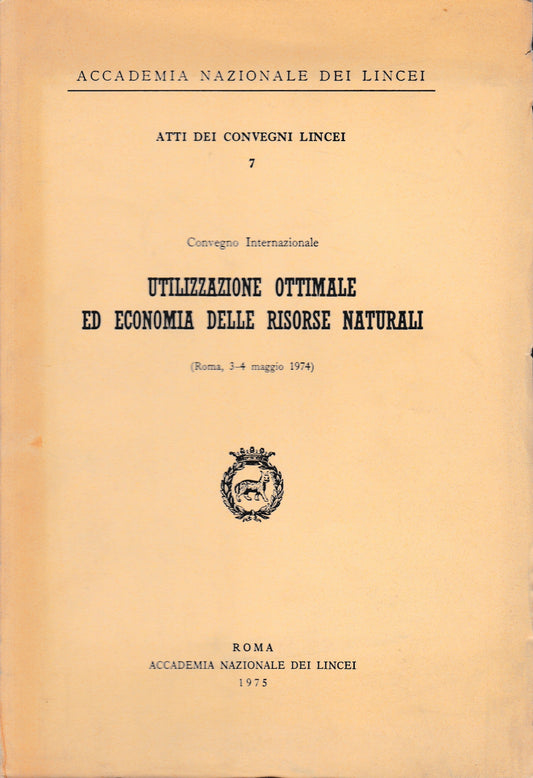 ACCADEMIA NAZIONALE DEI LINCEI
ATTI DEI CONVEGNI LINCEI
7
Convegno Internazionale
UTILIZZAZIONE OTTIMALE
ED ECONOMIA DELLE RISORSE NATURALI
(Roma, 3-4 maggio 1974)
ROMA
ACCADEMIA NAZIONALE DEI LINCEI
1975